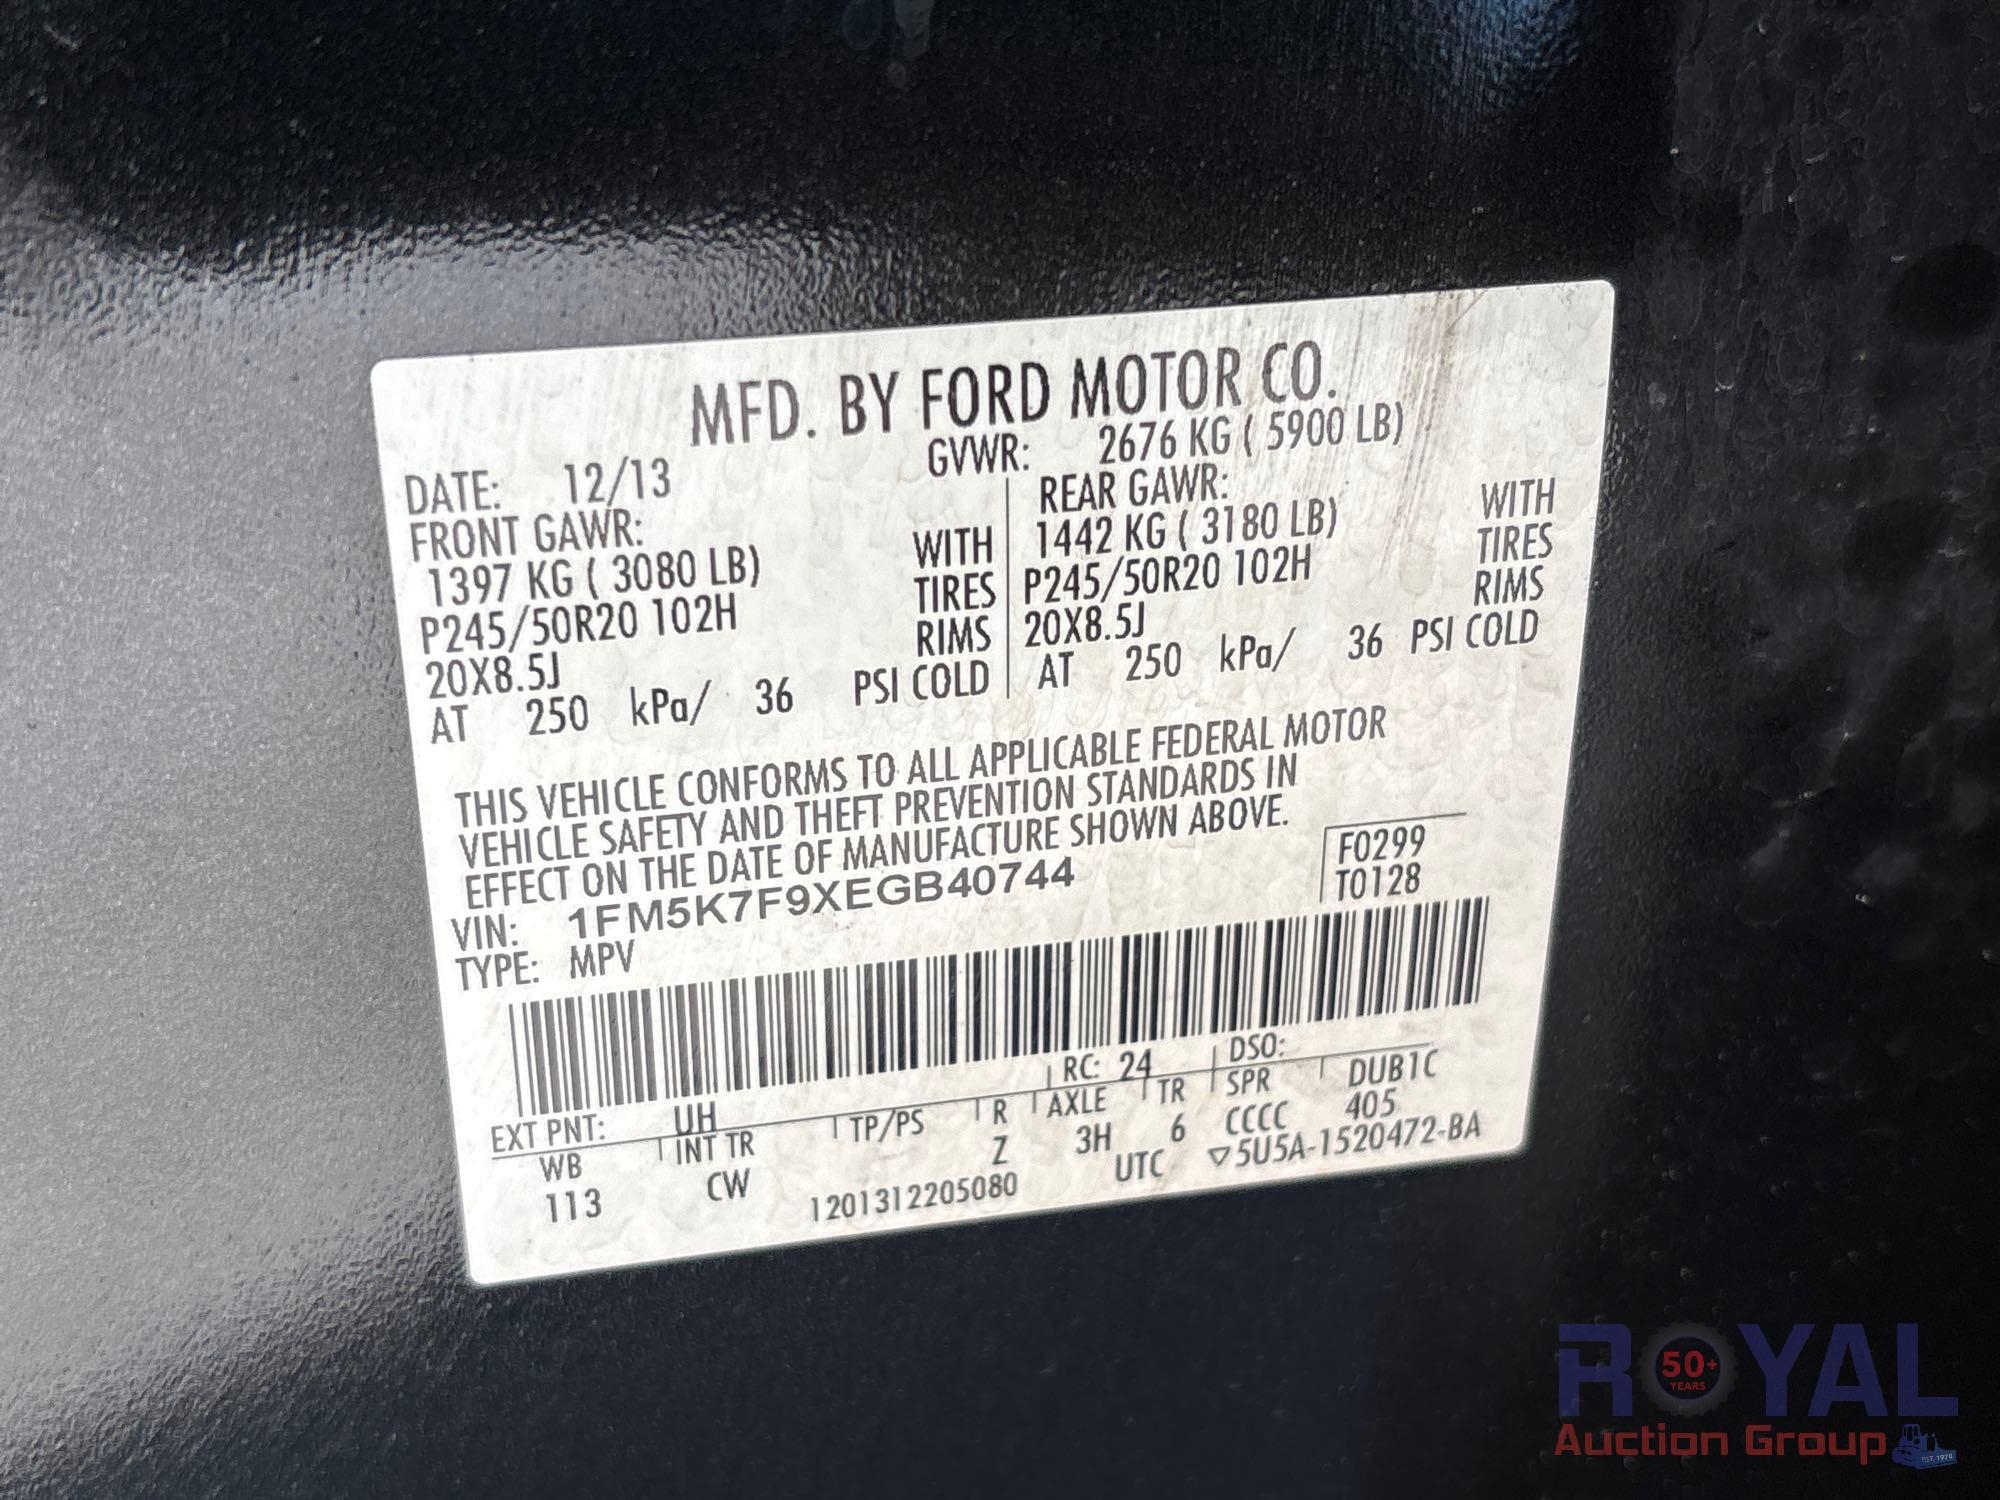 MFD. BY FORD MOTOR CO.
DATE: 12/13 GVWR: 2676 KG ( 5900 LB)
FRONT GAWR: REAR GAWR:
1397 KG ( 3080 LB) WITH 1442 KG ( 3180 LB) WITH
P245/50R20 102H TIRES P245/50R20 102H TIRES
20X8.5J RIMS 20X8.5J RIMS
AT 250 kPa/ 36 PSI COLD AT 250 kPa/ 36 PSI COLD
THIS VEHICLE CONFORMS TO ALL APPLICABLE FEDERAL MOTOR
VEHICLE SAFETY AND THEFT PREVENTION STANDARDS IN
EFFECT ON THE DATE OF MANUFACTURE SHOWN ABOVE.
VIN: 1FM5K7F9XEGB40744 F0299
TYPE: MPV T0128
EXT PNT: UH RC: 24 DSO:
WB INT TR TP/PS R AXLE TR SPR DUB1C
113 CW Z 3H 6 CCCC 405
1201312205080 UTC ▽5U5A-1520472-BA
ROYAL
50+
YEARS
Auction Group
EST. 1970